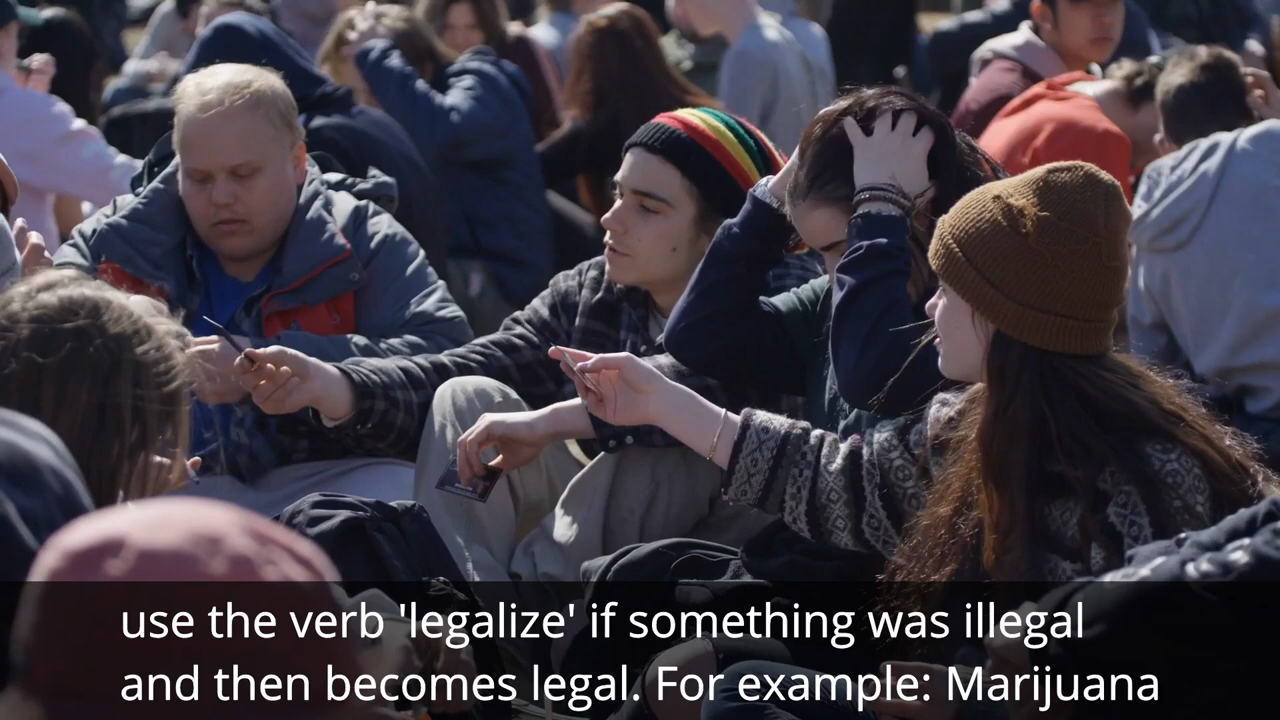 use the verb 'legalize' if something was illegal
and then becomes legal. For example: Marijuana